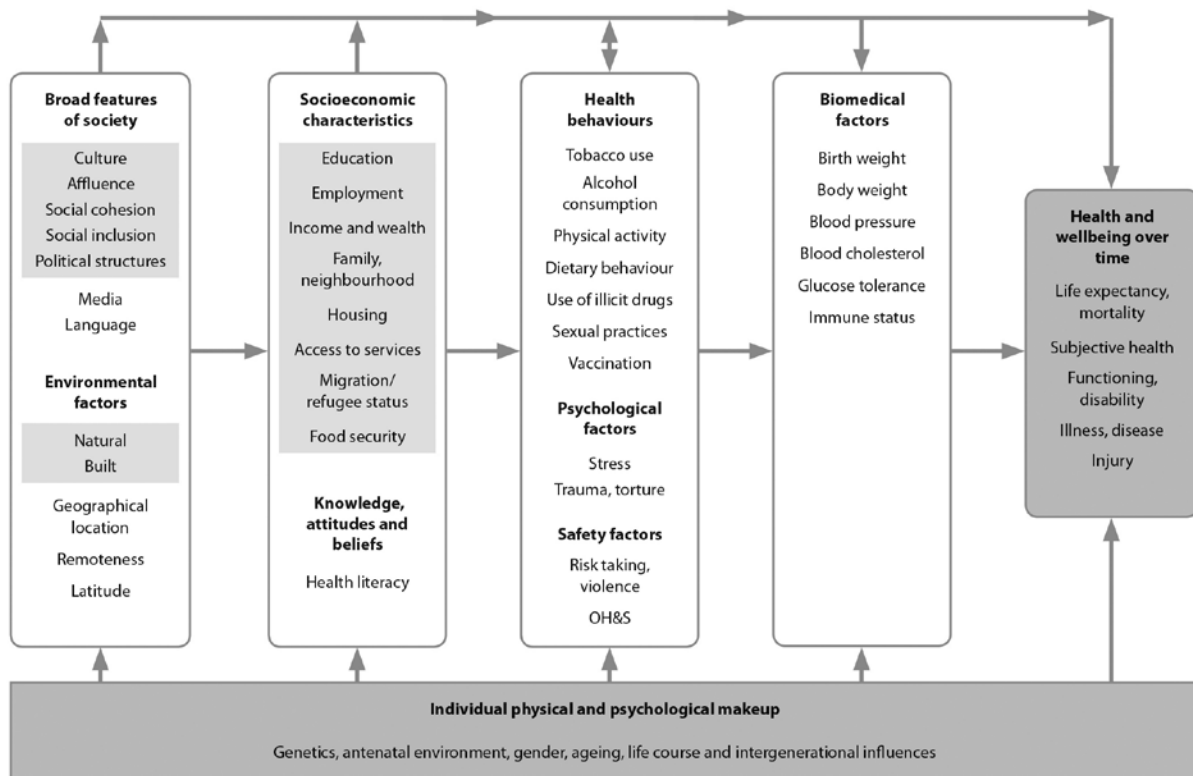 Broad features
of society
Culture
Affluence
Social cohesion
Social inclusion
Political structures
Media
Language
Environmental
factors
Natural
Built
Geographical
location
Remoteness
Latitude
Socioeconomic
characteristics
Education
Employment
Income and wealth
Family,
neighbourhood
Housing
Access to services
Migration/
refugee status
Food security
Knowledge,
attitudes and
beliefs
Health literacy
Health
behaviours
Tobacco use
Alcohol
consumption
Physical activity
Dietary behaviour
Use of illicit drugs
Sexual practices
Vaccination
Psychological
factors
Stress
Trauma, torture
Safety factors
Risk taking,
violence
OH&S
Biomedical
factors
Birth weight
Body weight
Blood pressure
Blood cholesterol
Glucose tolerance
Immune status
Health and
wellbeing over
time
Life expectancy,
mortality
Subjective health
Functioning,
disability
Illness, disease
Injury
Individual physical and psychological makeup
Genetics, antenatal environment, gender, ageing, life course and intergenerational influences